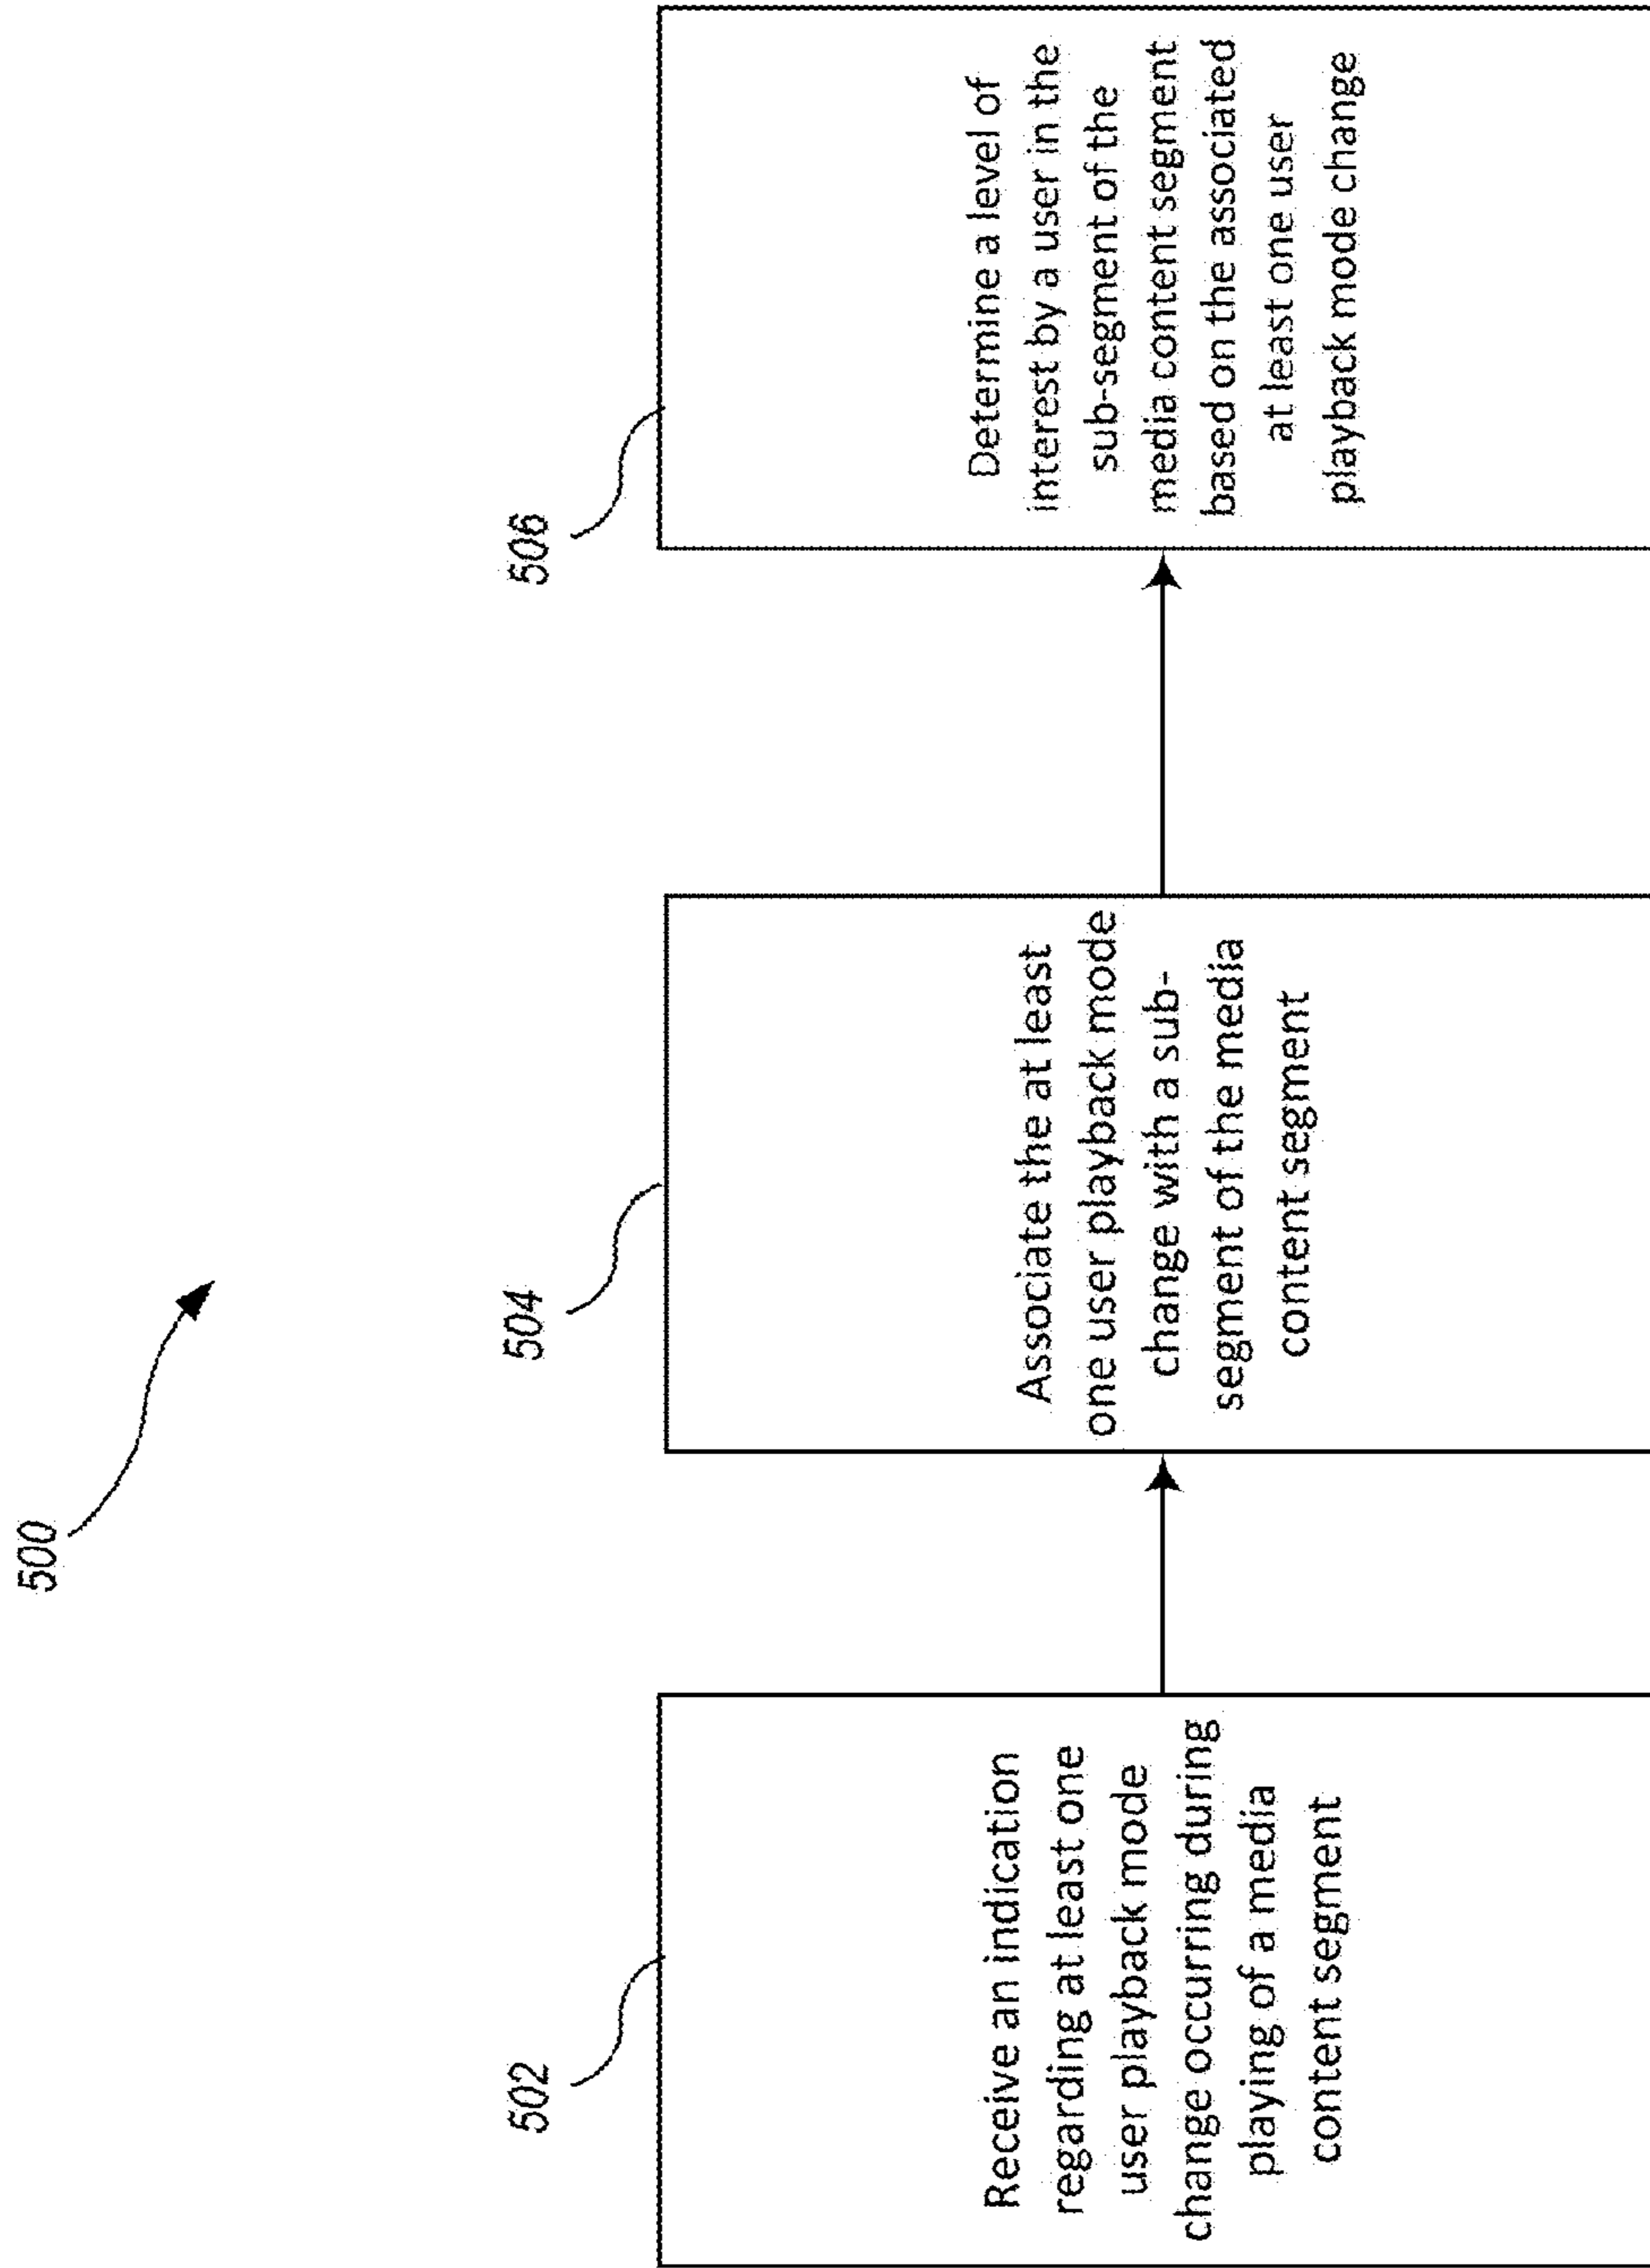 500
502
Receive an indication
regarding at least one
user playback mode
change occurring during
playing of a media
content segment
504
Associate the at least
one user playback mode
change with a sub-
segment of the media
content segment
506
Determine a level of
interest by a user in the
sub-segment of the
media content segment
based on the associated
at least one user
playback mode change